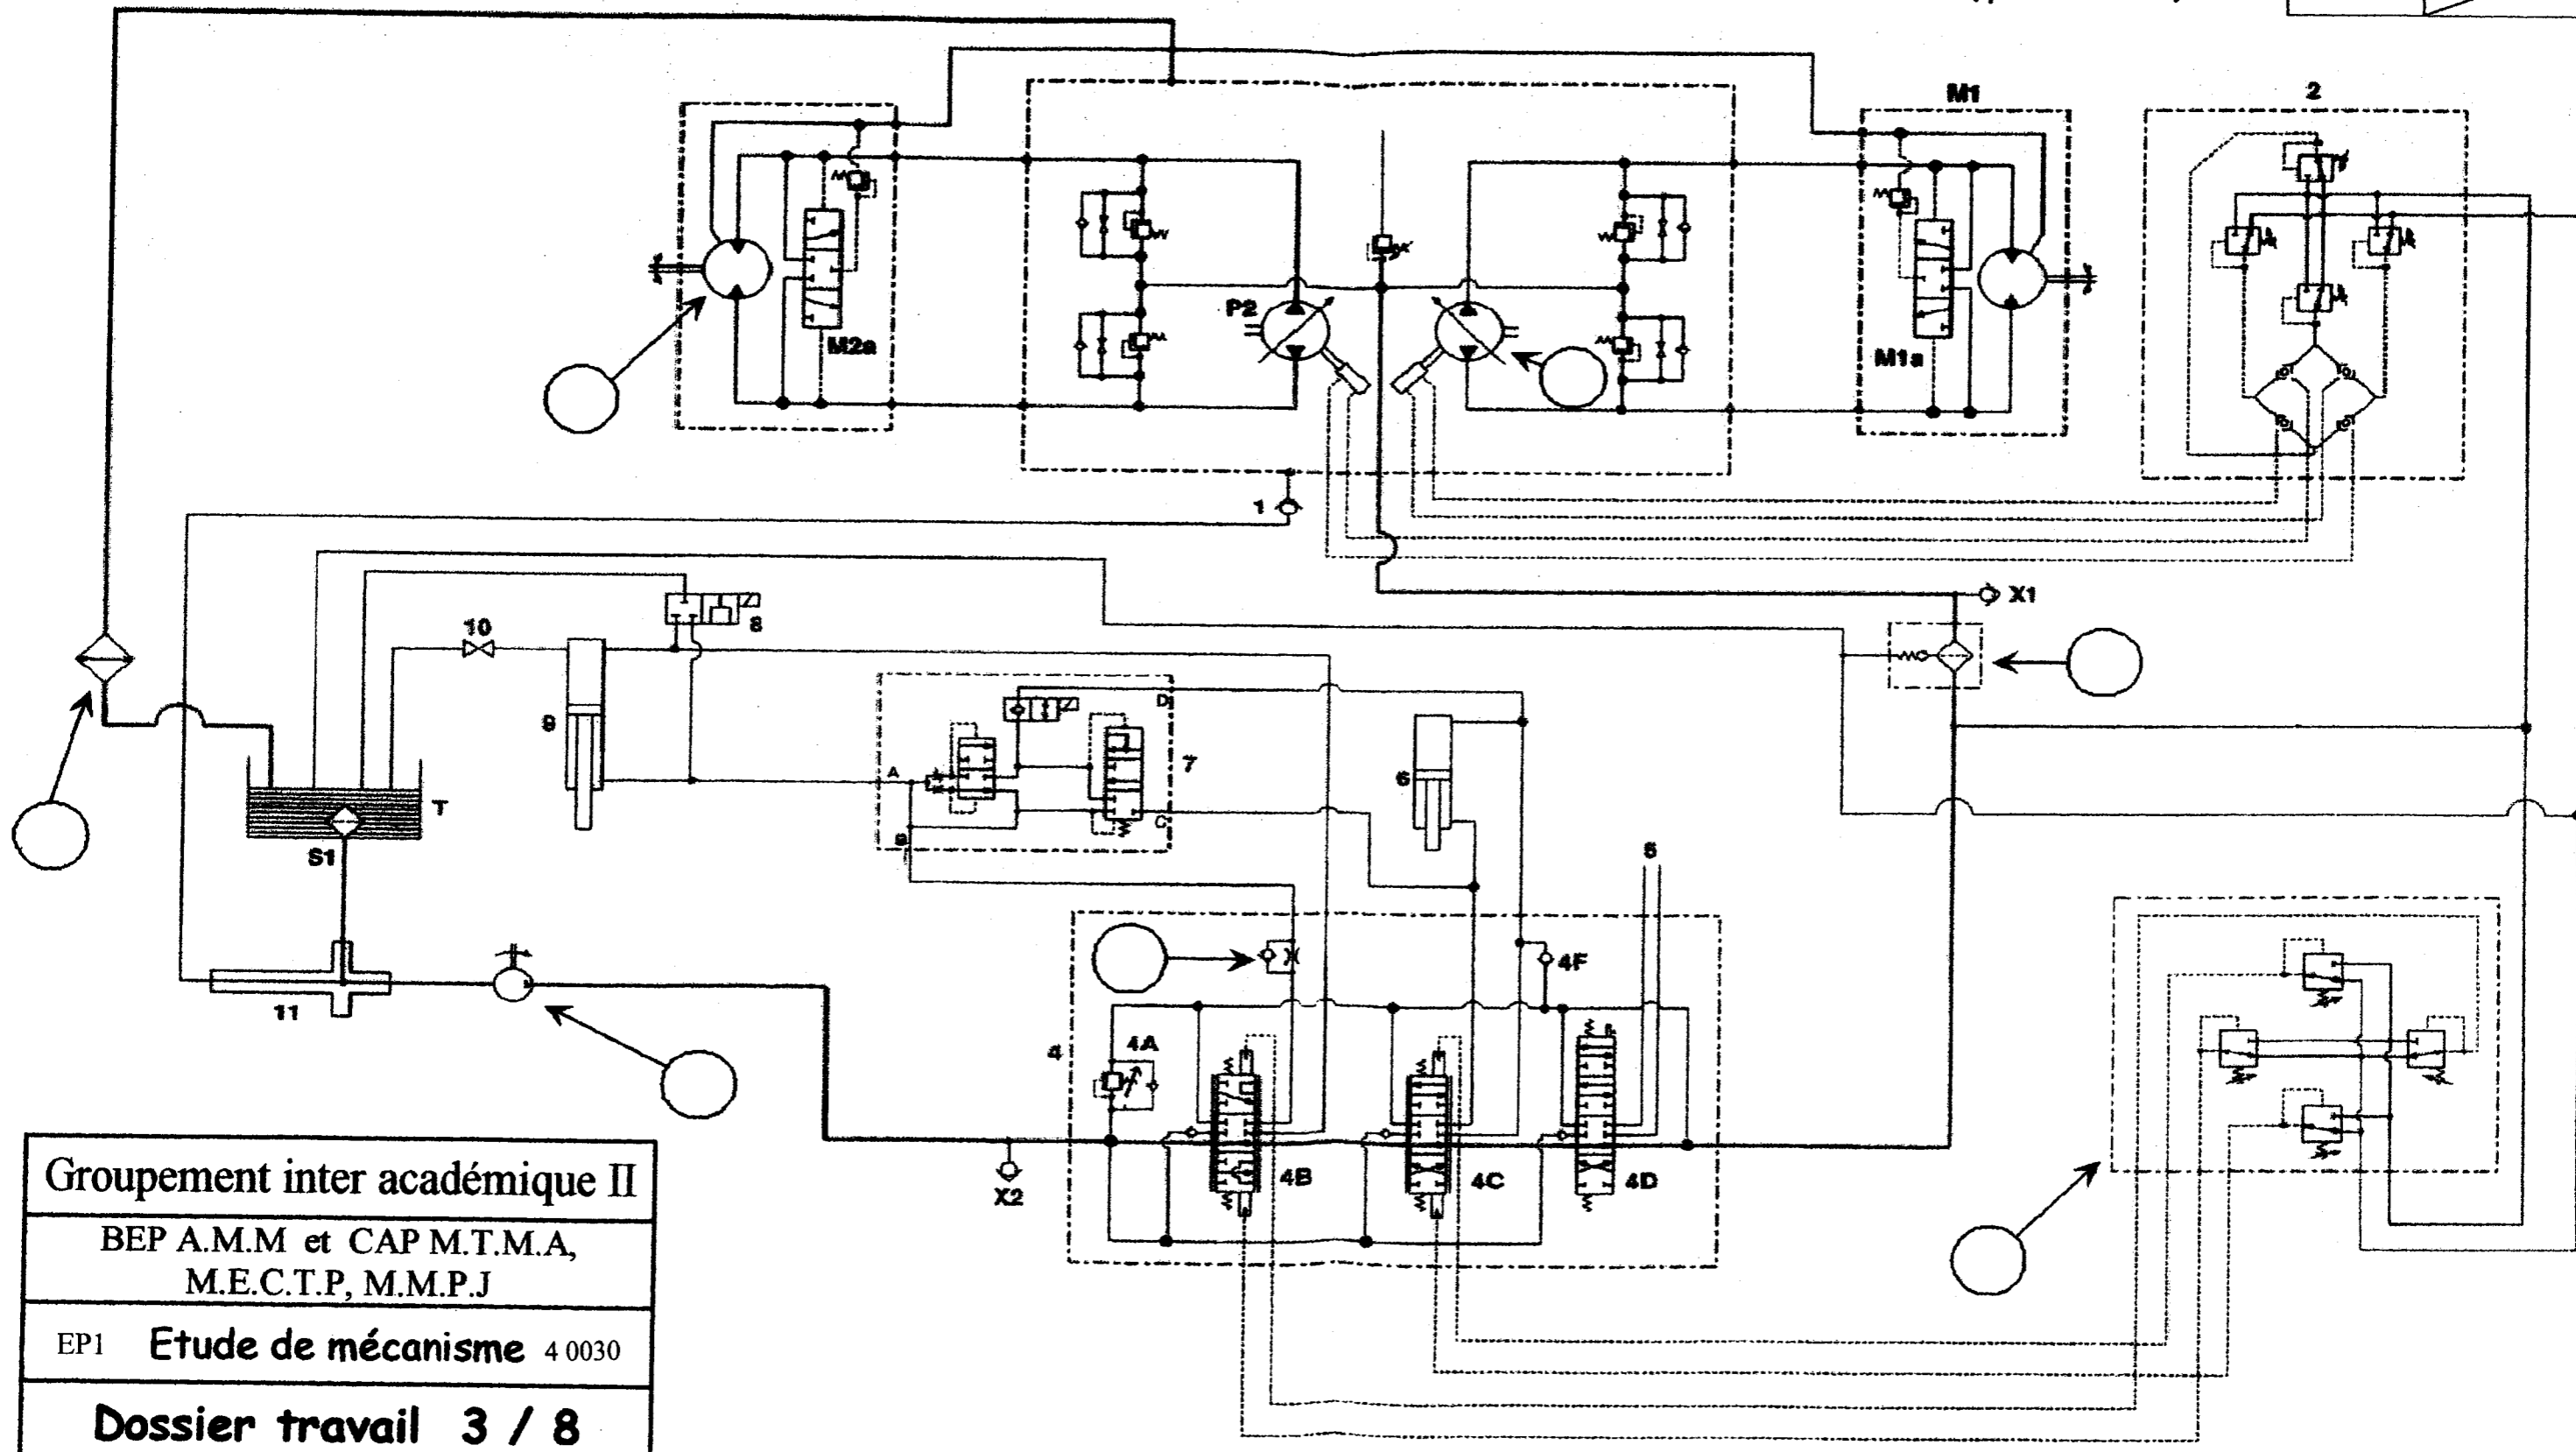 M1
2
P2
M2a
M1a
1
X1
10
8
9
D
A
7
6
C
T
B
S1
5
4F
11
4A
4
4B
4C
4D
X2
Groupement inter académique II
BEP A.M.M et CAP M.T.M.A,
M.E.C.T.P, M.M.P.J
EP1 Etude de mécanisme 4 0030
Dossier travail 3 / 8